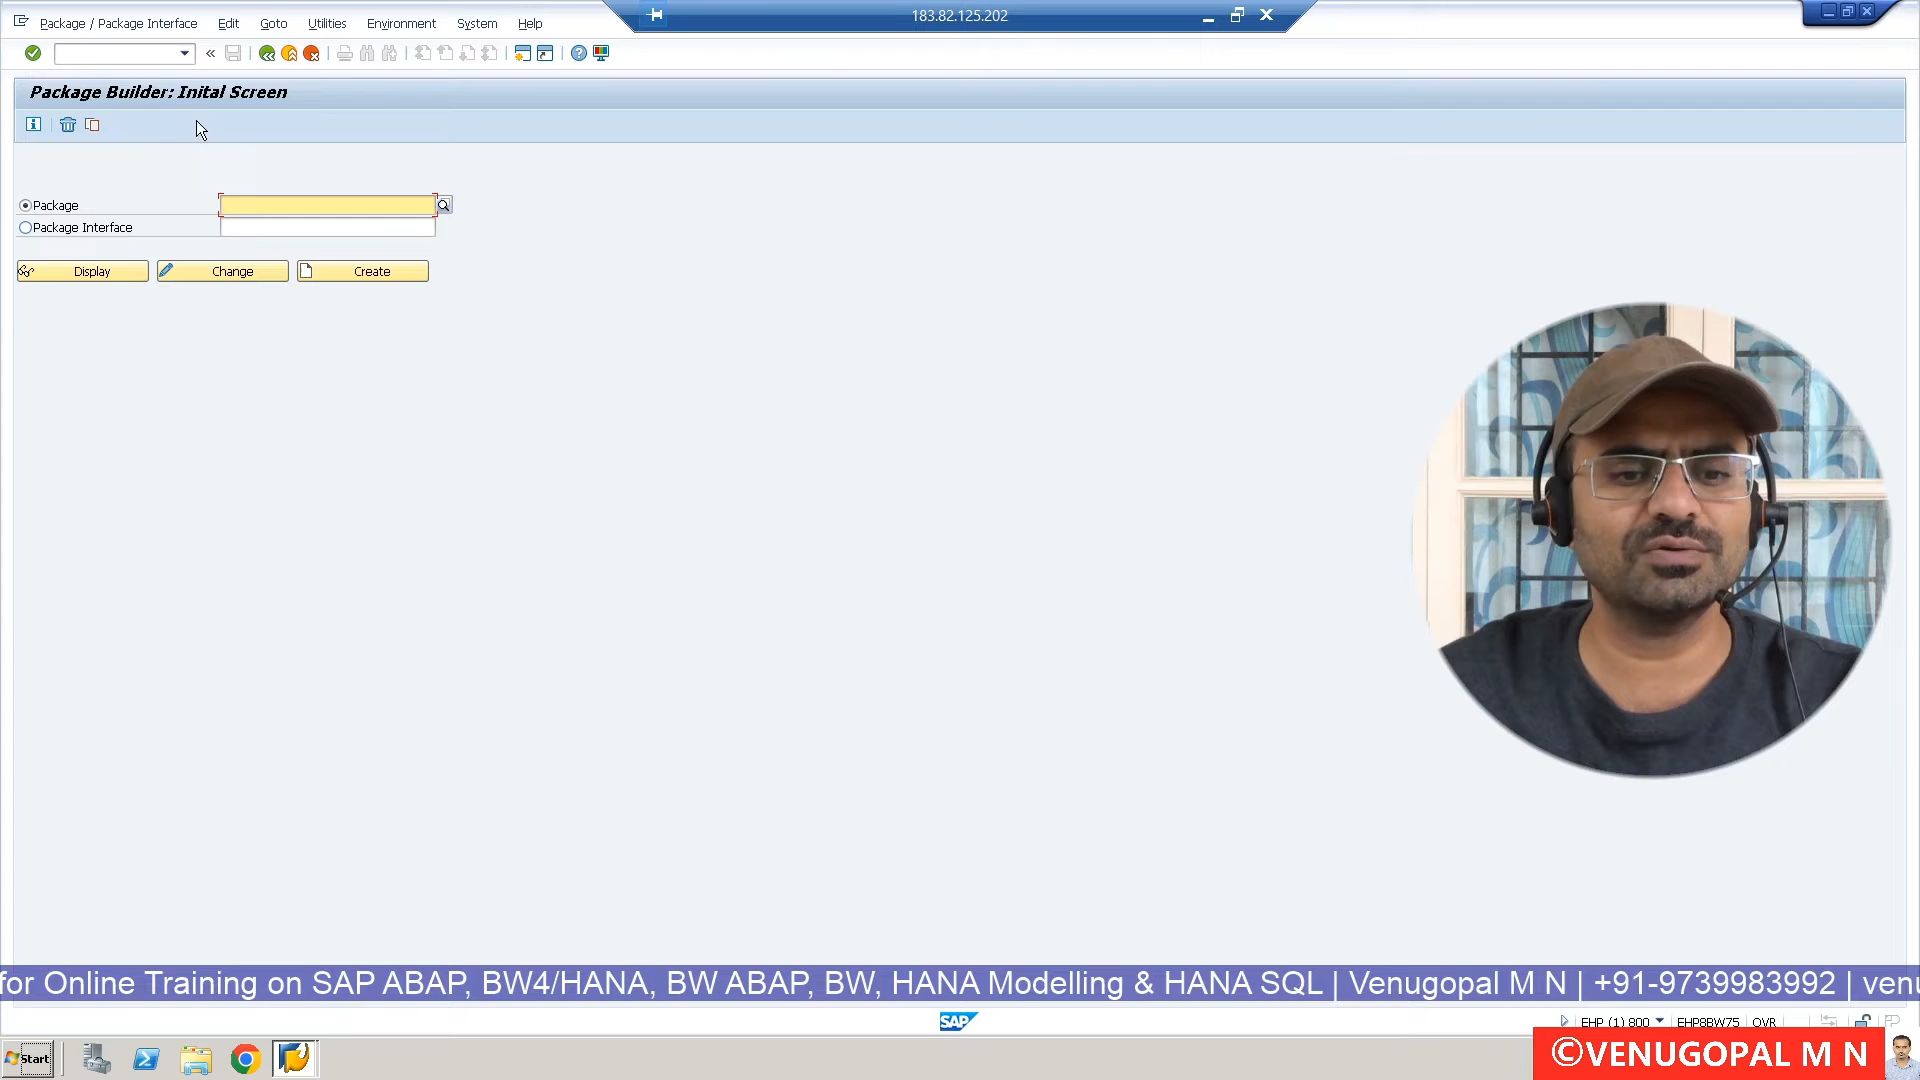 183.82.125.202
Package / Package Interface Edit Goto Utilities Environment System Help
Package Builder: Inital Screen
Package
Package Interface
Display Change Create
for Online Training on SAP ABAP, BW4/HANA, BW ABAP, BW, HANA Modelling & HANA SQL | Venugopal M N | +91-9739983992 | venu
SAP
EHP (1) 800 EHP8BW75 OVR
Start
©VENUGOPAL M N